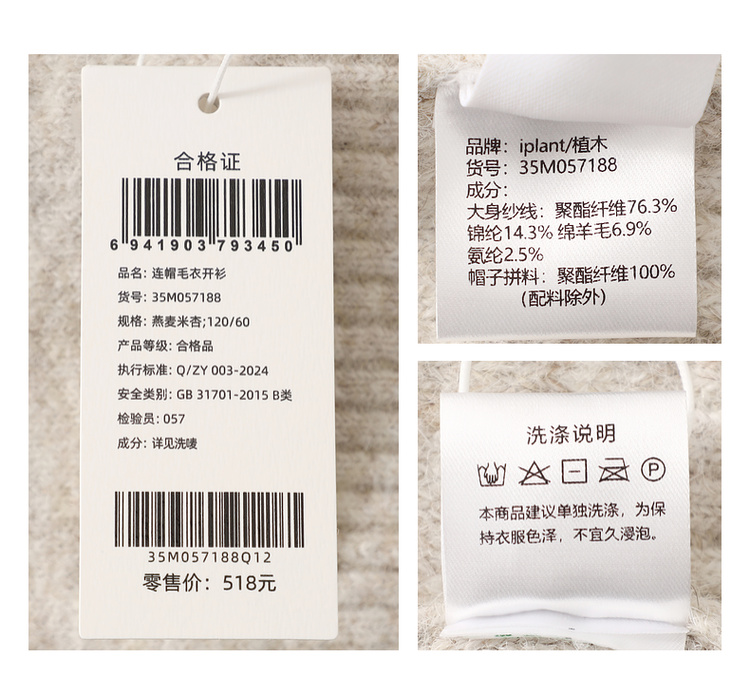 合格证
6 941903 793450
品名: 连帽毛衣开衫
货号: 35M057188
规格: 燕麦米杏;120/60
产品等级: 合格品
执行标准: Q/ZY 003-2024
安全类别: GB 31701-2015 B类
检验员: 057
成分: 详见洗唛
35M057188Q12
零售价: 518元
品牌: iplant/植木
货号: 35M057188
成分:
大身纱线: 聚酯纤维76.3%
锦纶14.3% 绵羊毛6.9%
氨纶2.5%
帽子拼料: 聚酯纤维100%
(配料除外)
洗涤说明
P
本商品建议单独洗涤，为保
持衣服色泽，不宜久浸泡。